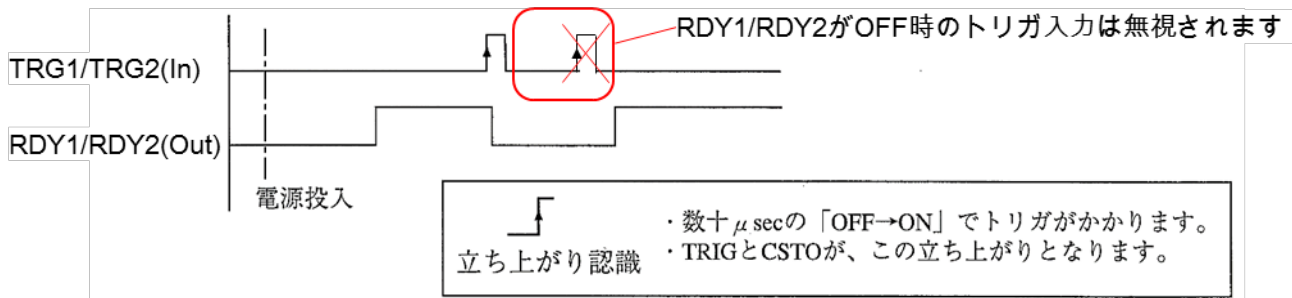 RDY1/RDY2がOFF時のトリガ入力は無視されます
TRG1/TRG2(In)
RDY1/RDY2(Out)
電源投入
立ち上がり認識
・数十μsecの「OFF→ON」でトリガがかかります。
・TRIGとCSTOが、この立ち上がりとなります。